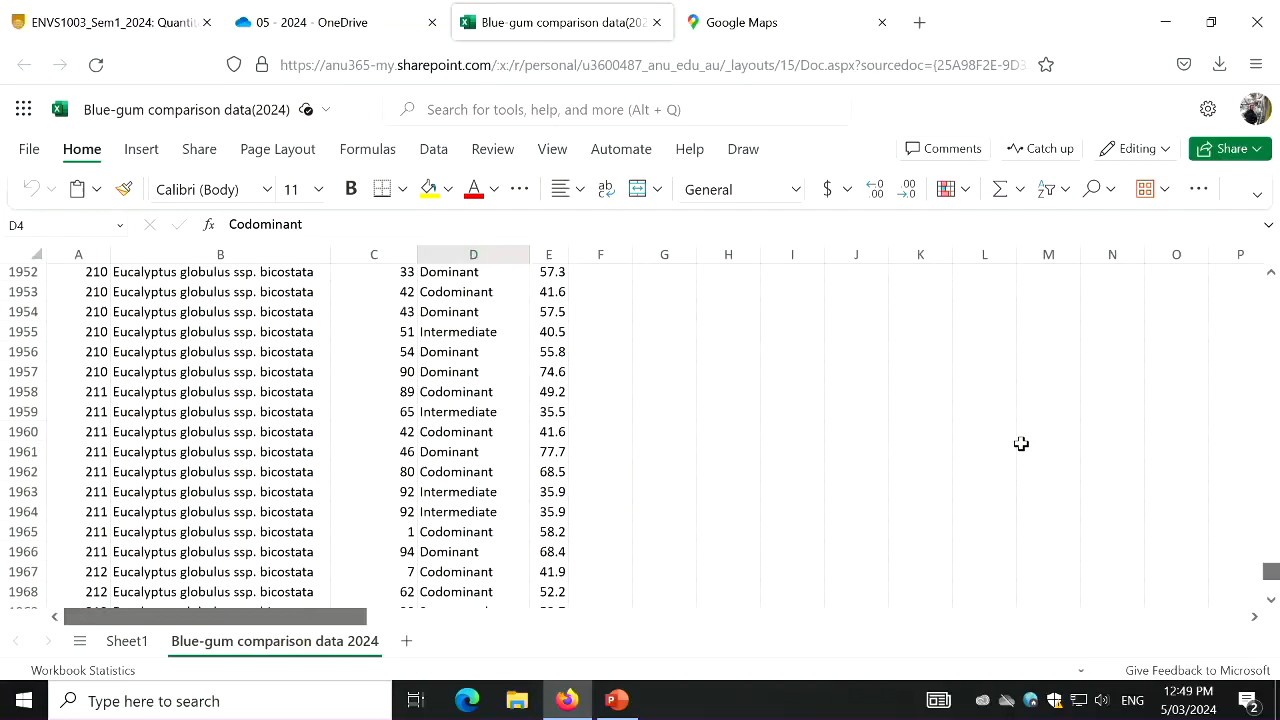 ENVS1003_Sem1_2024: Quanti
05 - 2024 - OneDrive
Blue-gum comparison data(202
Google Maps
https://anu365-my.sharepoint.com/:x:/r/personal/u3600487_anu_edu_au/_layouts/15/Doc.aspx?sourcedoc={25A98F2E-9D3
Blue-gum comparison data(2024)
Search for tools, help, and more (Alt + Q)
File Home Insert Share Page Layout Formulas Data Review View Automate Help Draw Comments Catch up Editing Share
Calibri (Body) 11 B A ab General $ .00
D4 fx Codominant
A B C D E F G H I J K L M N O P
1952 210 Eucalyptus globulus ssp. bicostata 33 Dominant 57.3
1953 210 Eucalyptus globulus ssp. bicostata 42 Codominant 41.6
1954 210 Eucalyptus globulus ssp. bicostata 43 Dominant 57.5
1955 210 Eucalyptus globulus ssp. bicostata 51 Intermediate 40.5
1956 210 Eucalyptus globulus ssp. bicostata 54 Dominant 55.8
1957 210 Eucalyptus globulus ssp. bicostata 90 Dominant 74.6
1958 211 Eucalyptus globulus ssp. bicostata 89 Codominant 49.2
1959 211 Eucalyptus globulus ssp. bicostata 65 Intermediate 35.5
1960 211 Eucalyptus globulus ssp. bicostata 42 Codominant 41.6
1961 211 Eucalyptus globulus ssp. bicostata 46 Dominant 77.7
1962 211 Eucalyptus globulus ssp. bicostata 80 Codominant 68.5
1963 211 Eucalyptus globulus ssp. bicostata 92 Intermediate 35.9
1964 211 Eucalyptus globulus ssp. bicostata 92 Intermediate 35.9
1965 211 Eucalyptus globulus ssp. bicostata 1 Codominant 58.2
1966 211 Eucalyptus globulus ssp. bicostata 94 Dominant 68.4
1967 212 Eucalyptus globulus ssp. bicostata 7 Codominant 41.9
1968 212 Eucalyptus globulus ssp. bicostata 62 Codominant 52.2
Sheet1 Blue-gum comparison data 2024
Workbook Statistics Give Feedback to Microsoft
Type here to search
ENG
12:49 PM
5/03/2024
2